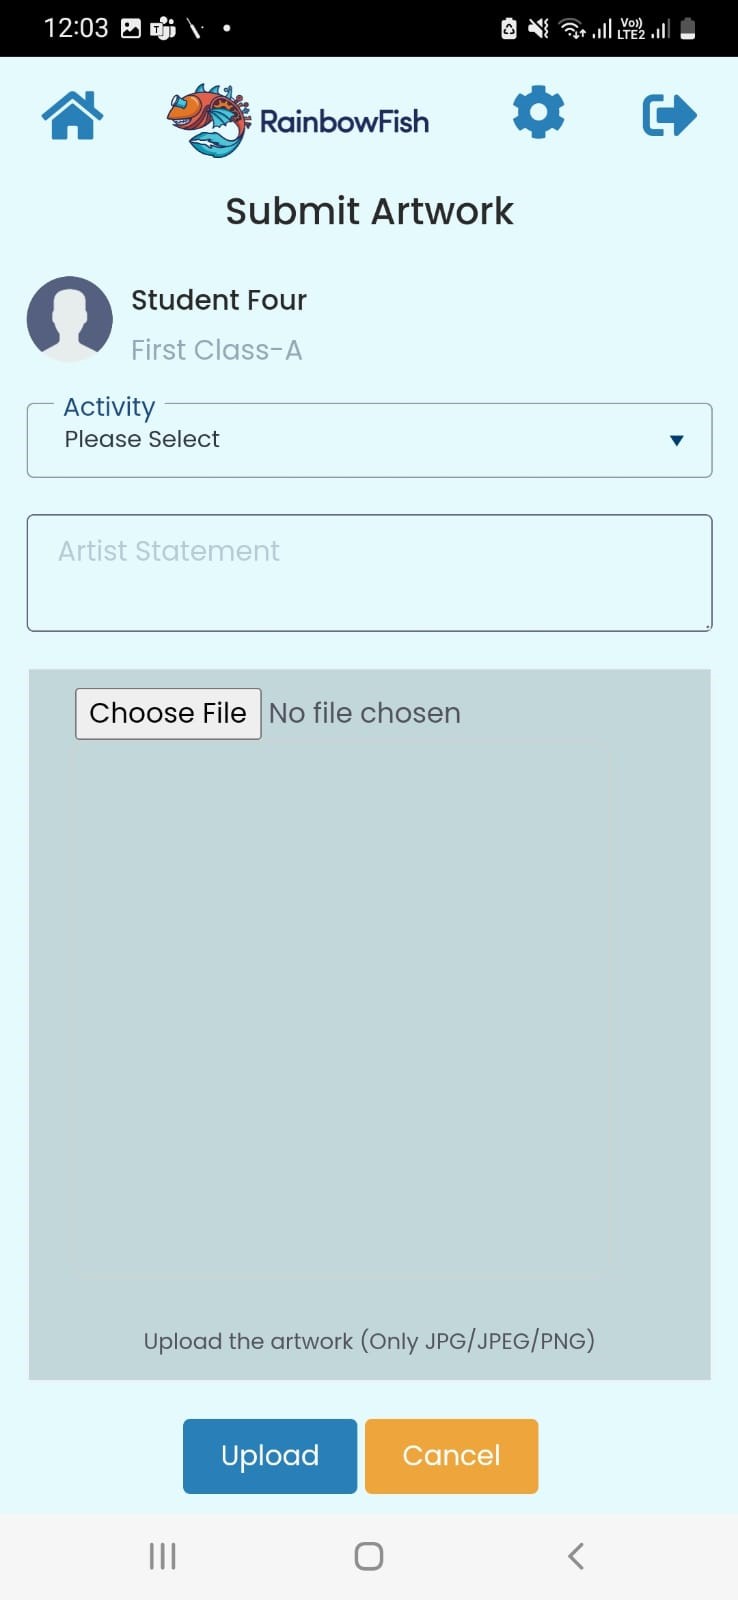 12:03 Vo)) LTE2
RainbowFish
Submit Artwork
Student Four
First Class-A
Activity
Please Select
Artist Statement
Choose File No file chosen
Upload the artwork (Only JPG/JPEG/PNG)
Upload Cancel